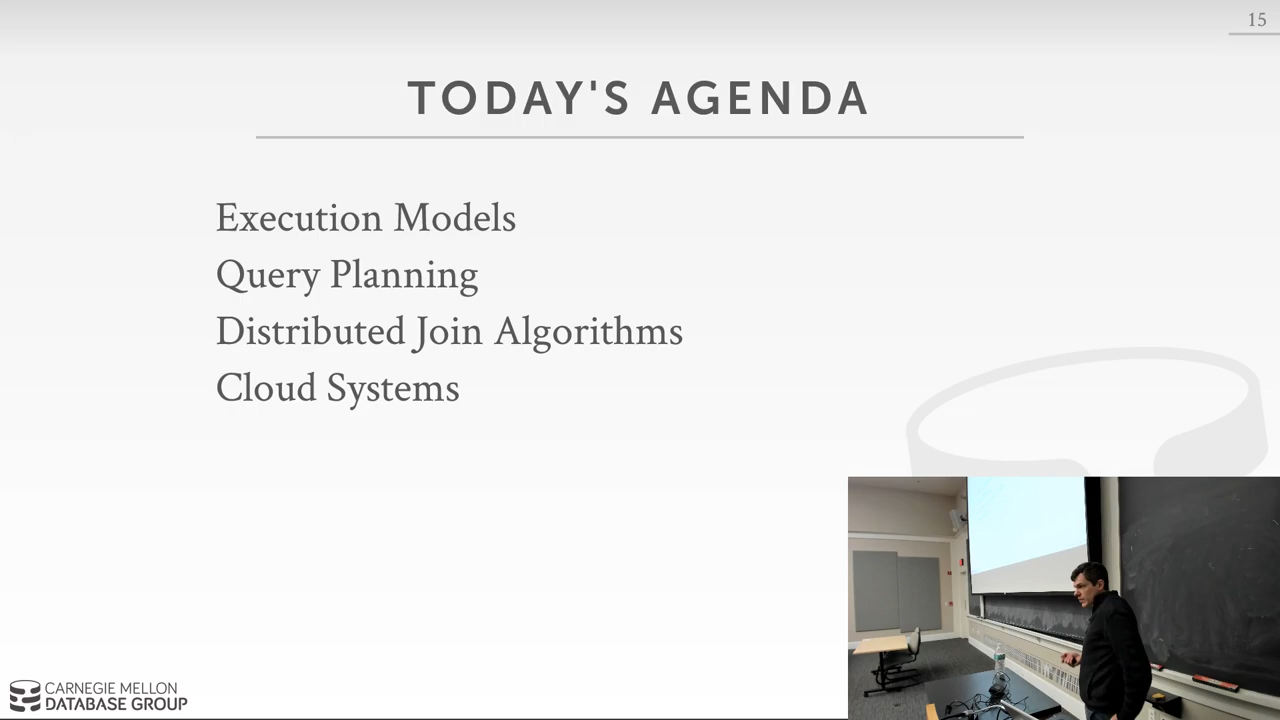 15
TODAY'S AGENDA
Execution Models
Query Planning
Distributed Join Algorithms
Cloud Systems
CARNEGIE MELLON
DATABASE GROUP